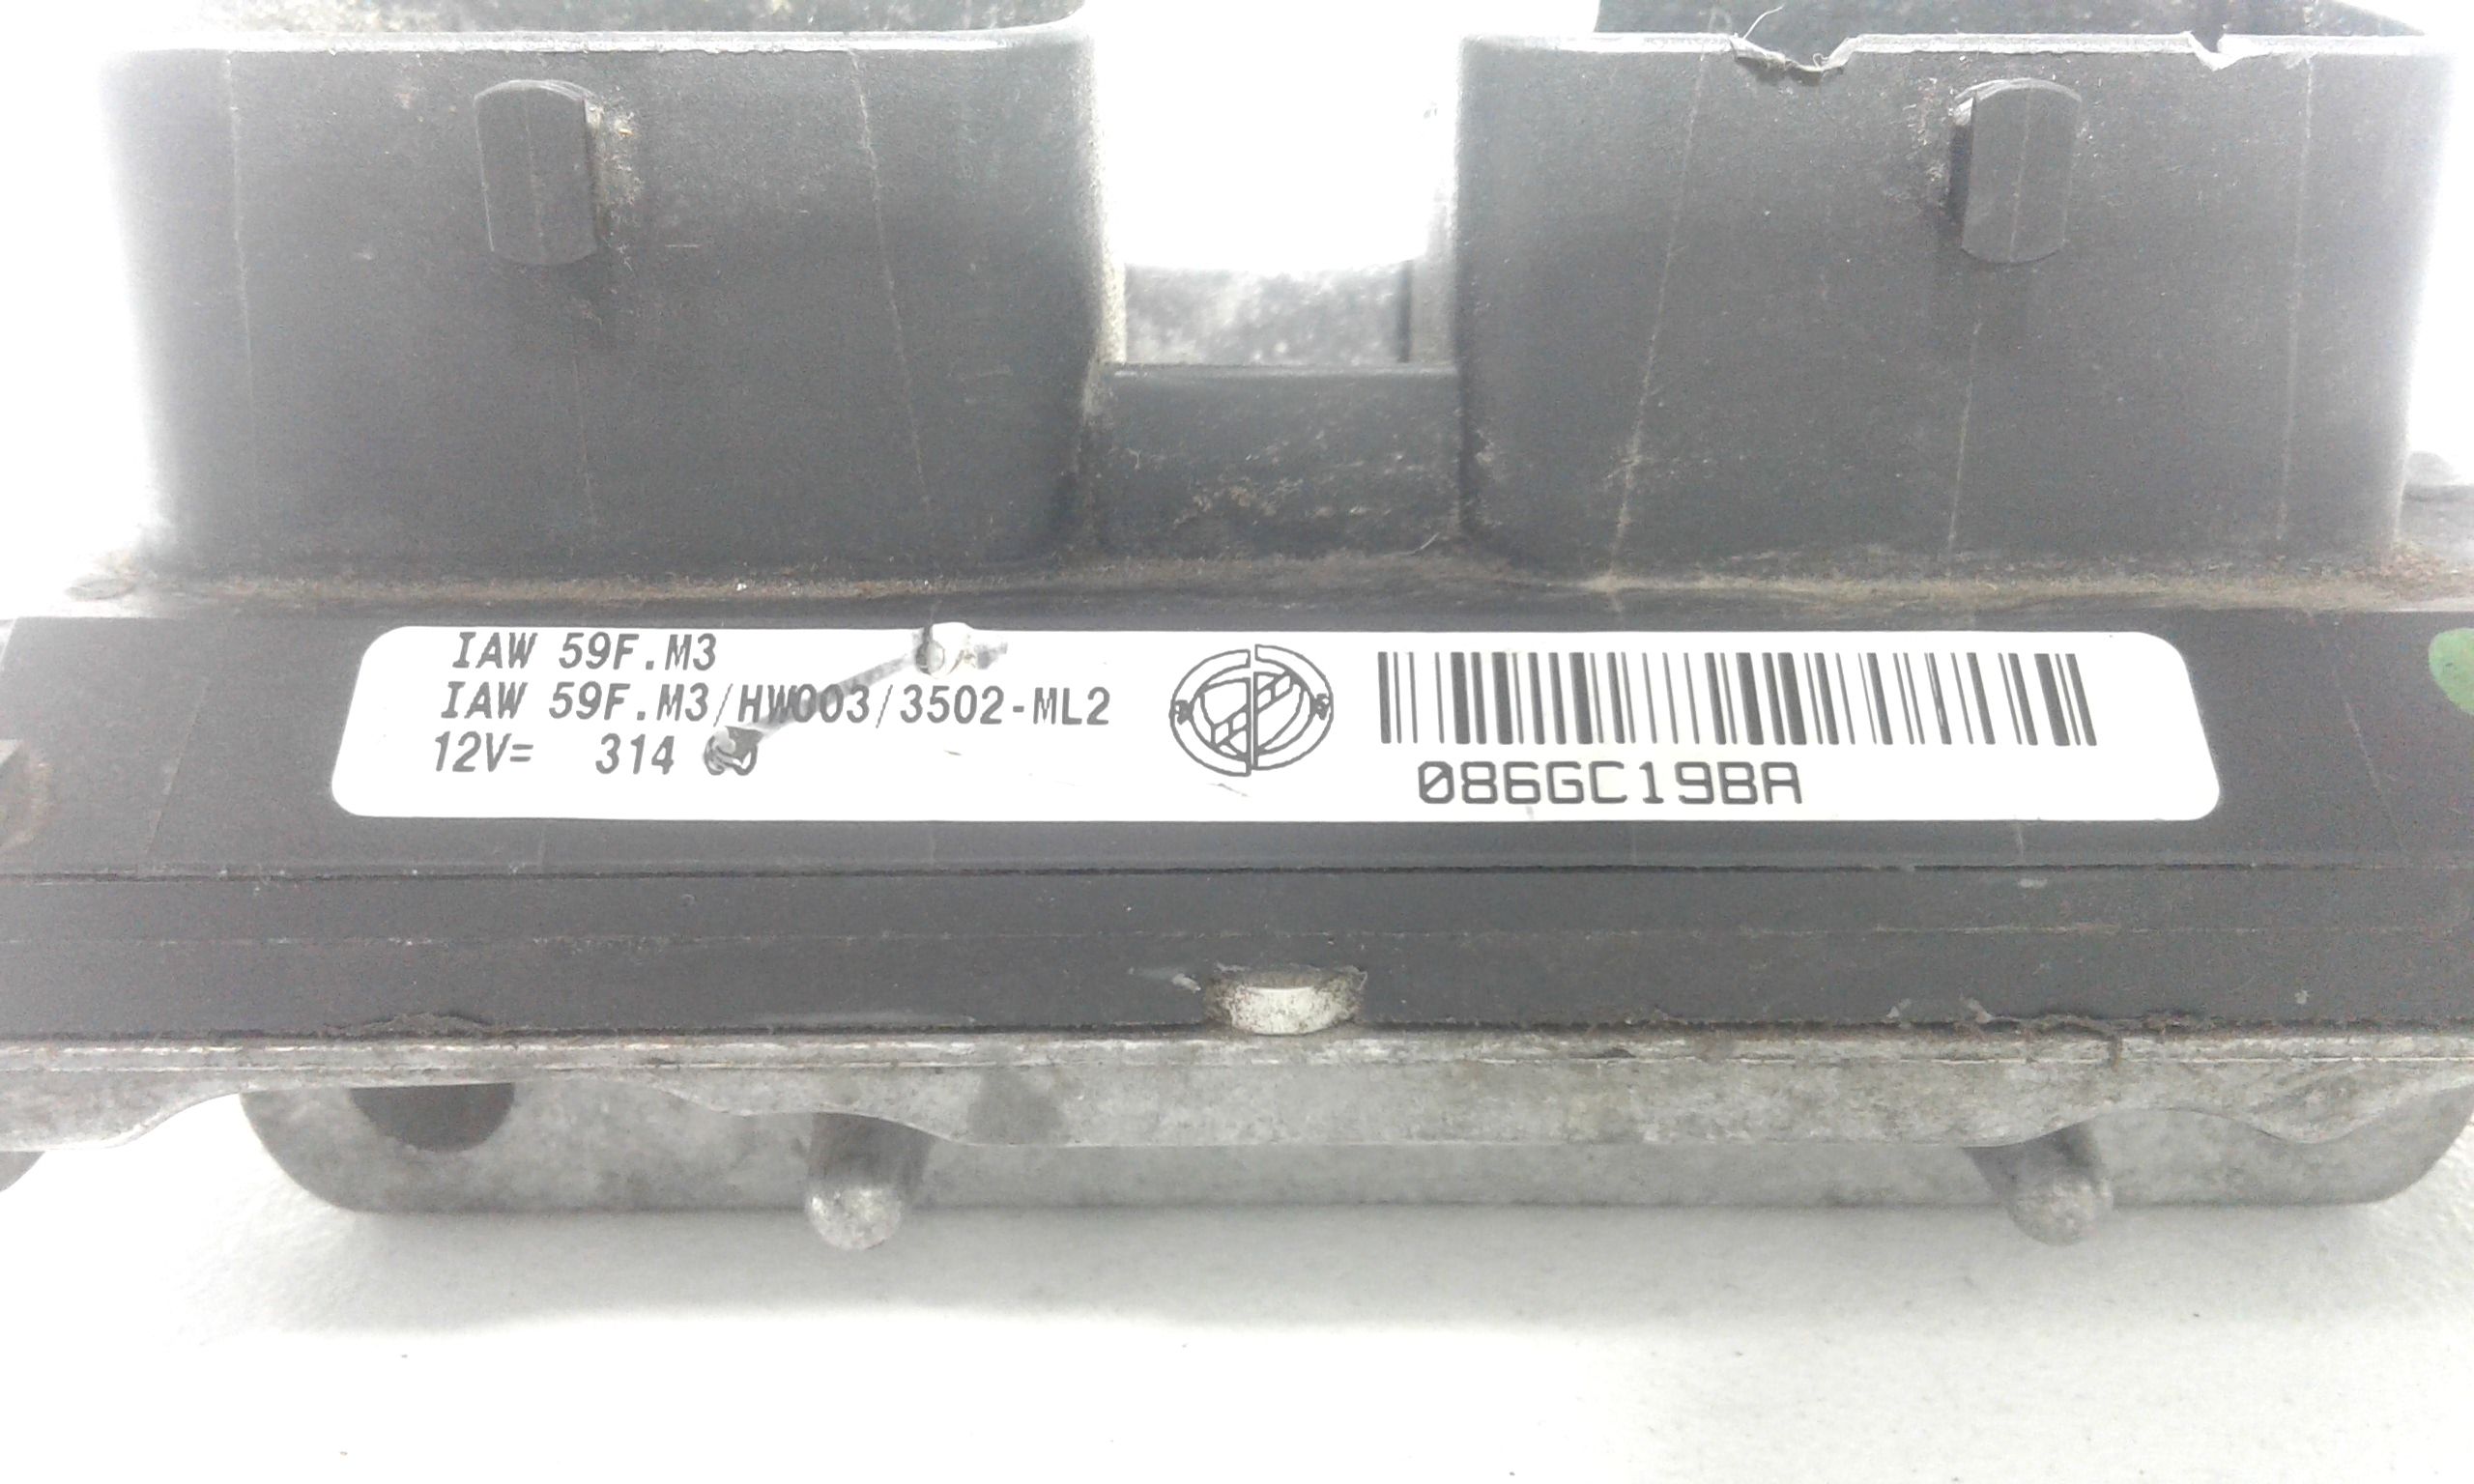 IAW 59F.M3
IAW 59F.M3/HW003/3502-ML2
12V= 314
086GC19BA